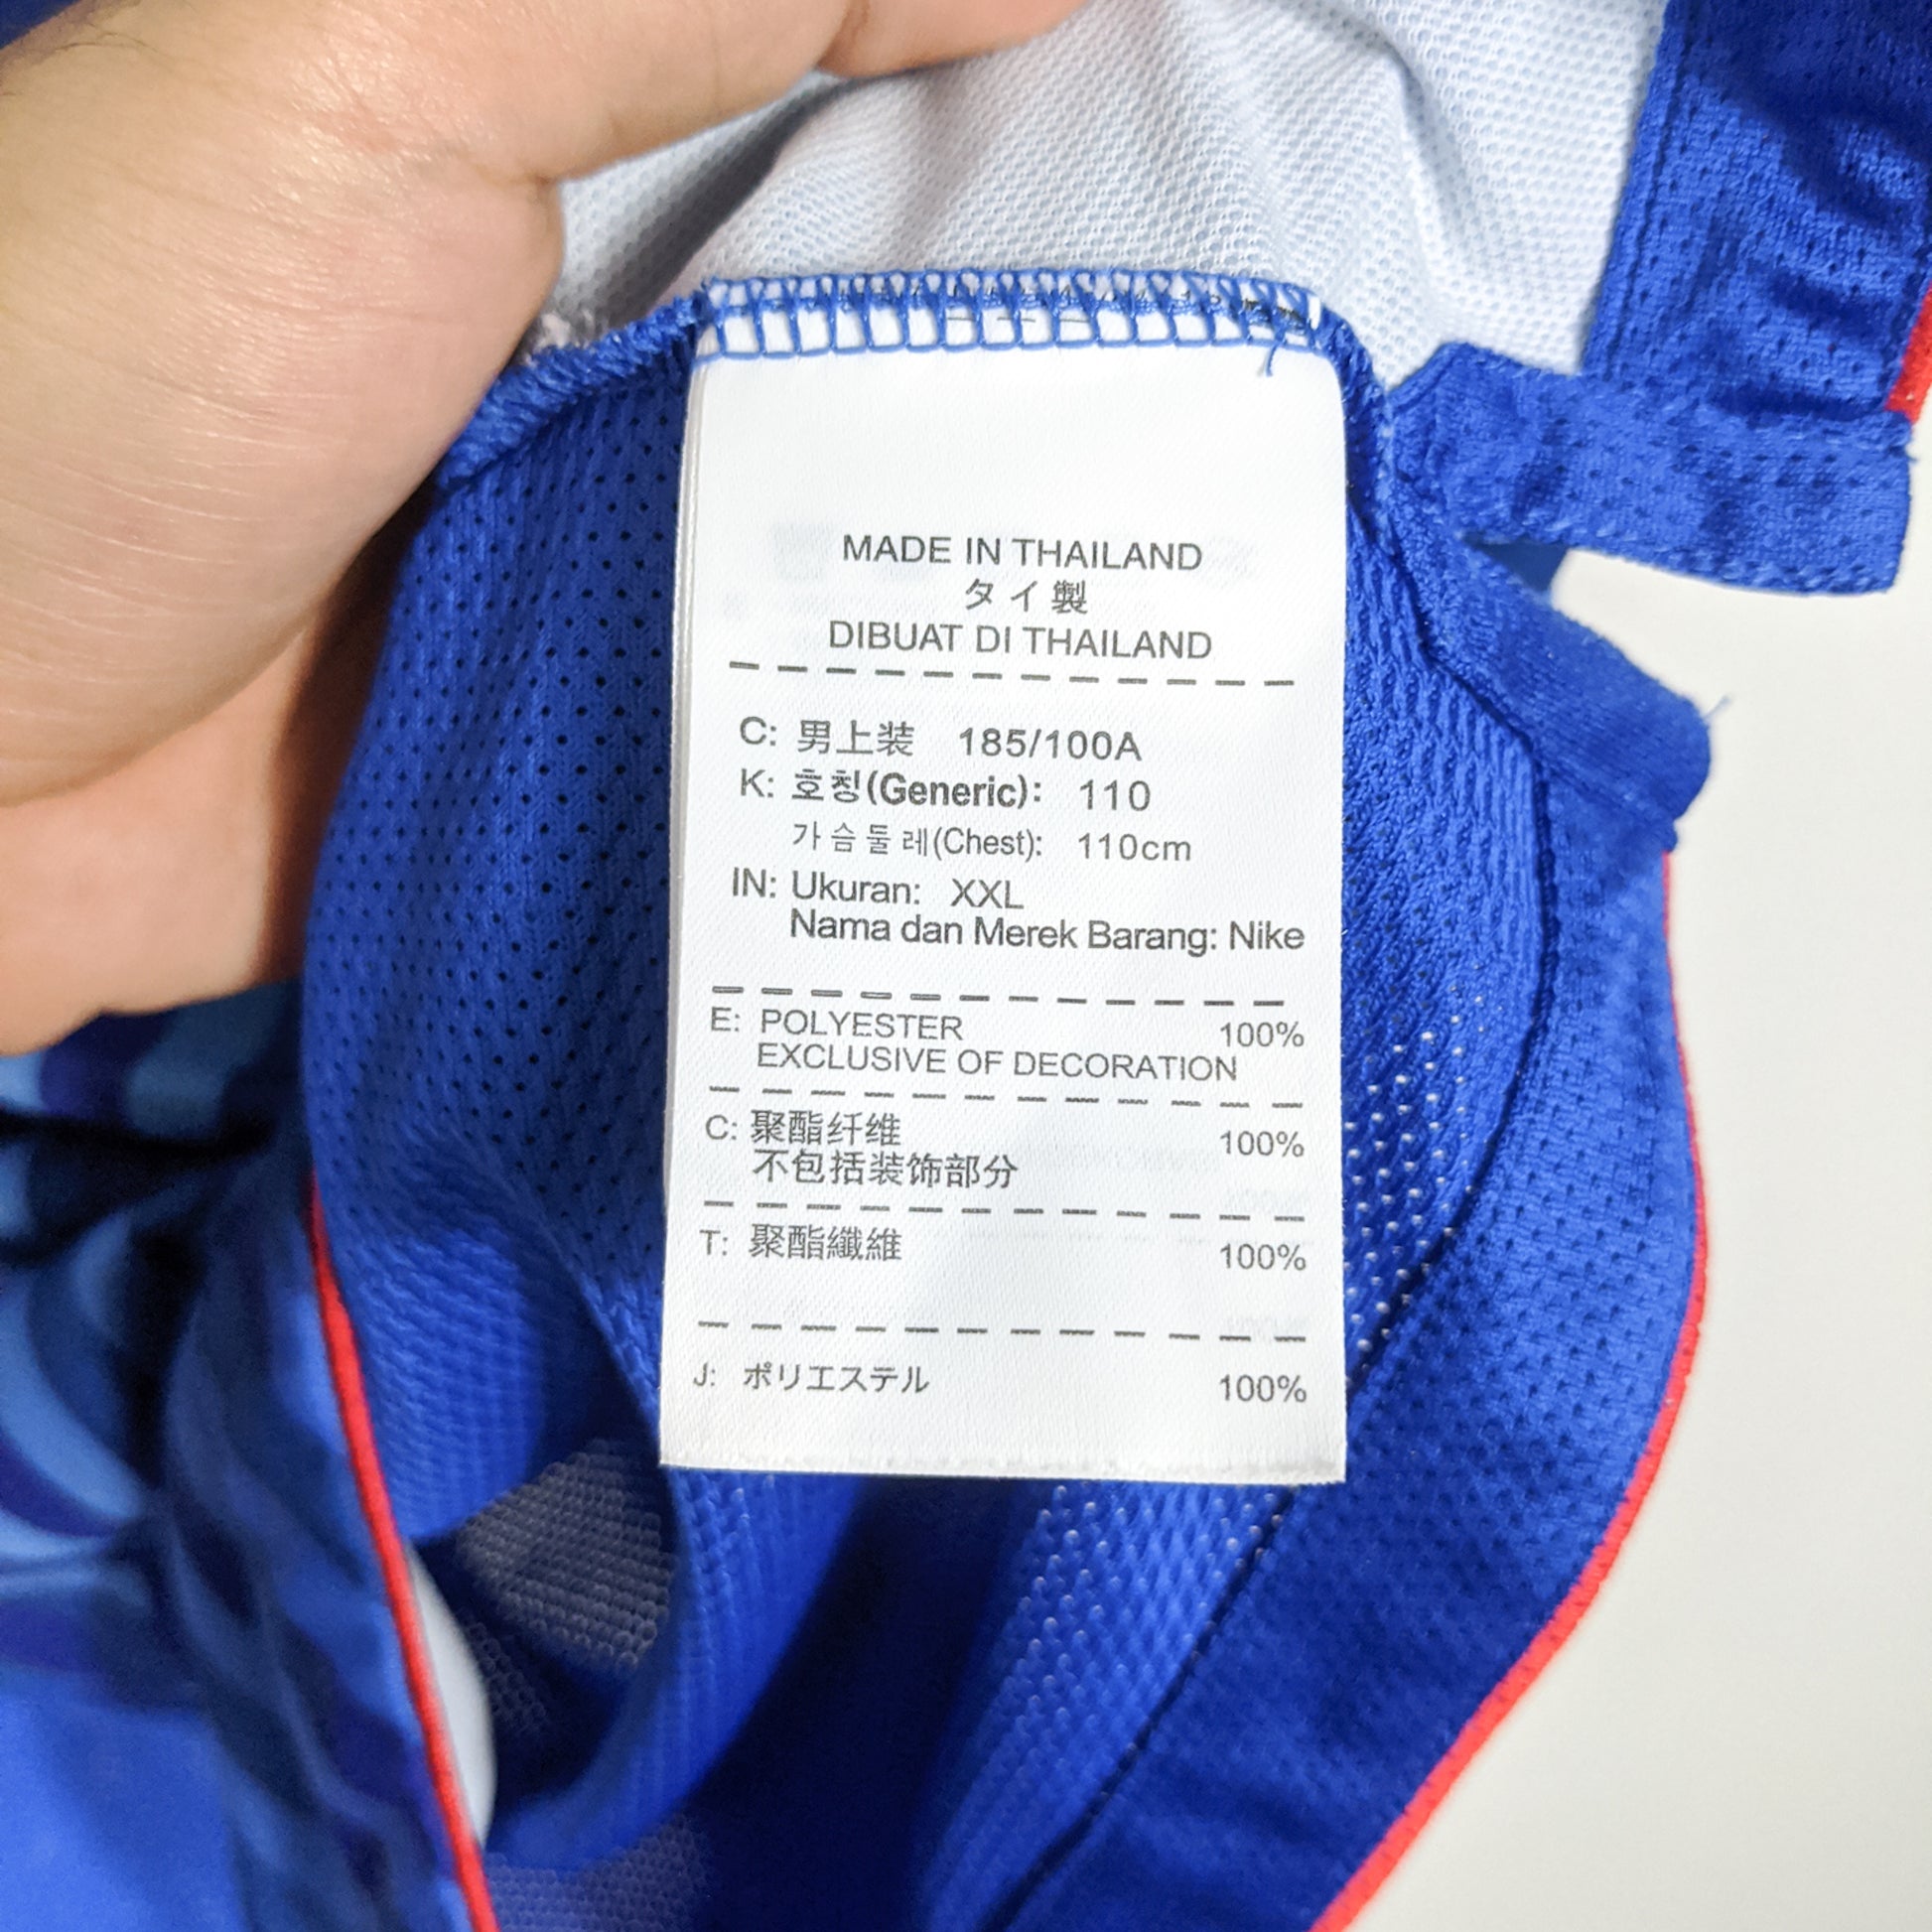 MADE IN THAILAND
タイ製
DIBUAT DI THAILAND
C: 男上装 185/100A
K: 호칭(Generic): 110
가슴둘레(Chest): 110cm
IN: Ukuran: XXL
Nama dan Merek Barang: Nike
E: POLYESTER 100%
EXCLUSIVE OF DECORATION
C: 聚酯纤维 100%
不包括装饰部分
T: 聚酯纖維 100%
J: ポリエステル 100%